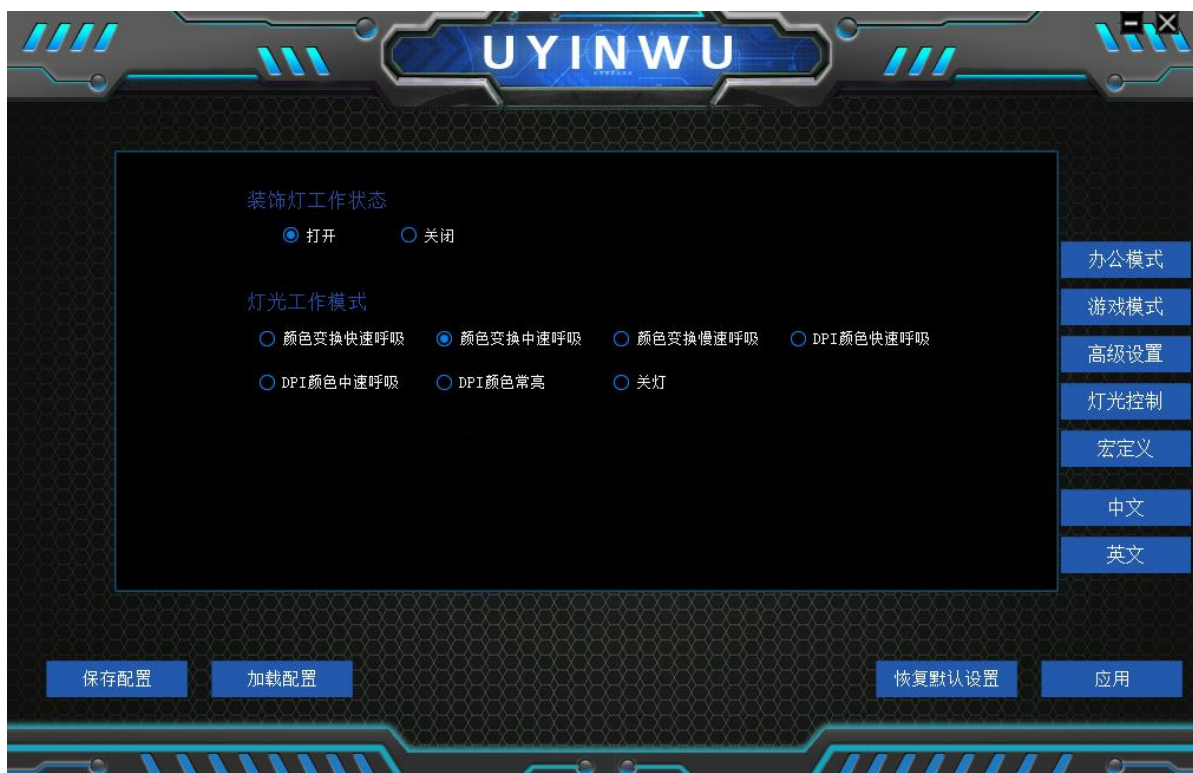 UYINWU
装饰灯工作状态
打开 关闭
灯光工作模式
颜色变换快速呼吸 颜色变换中速呼吸 颜色变换慢速呼吸 DPI颜色快速呼吸
DPI颜色中速呼吸 DPI颜色常亮 关灯
办公模式
游戏模式
高级设置
灯光控制
宏定义
中文
英文
保存配置 加载配置 恢复默认设置 应用